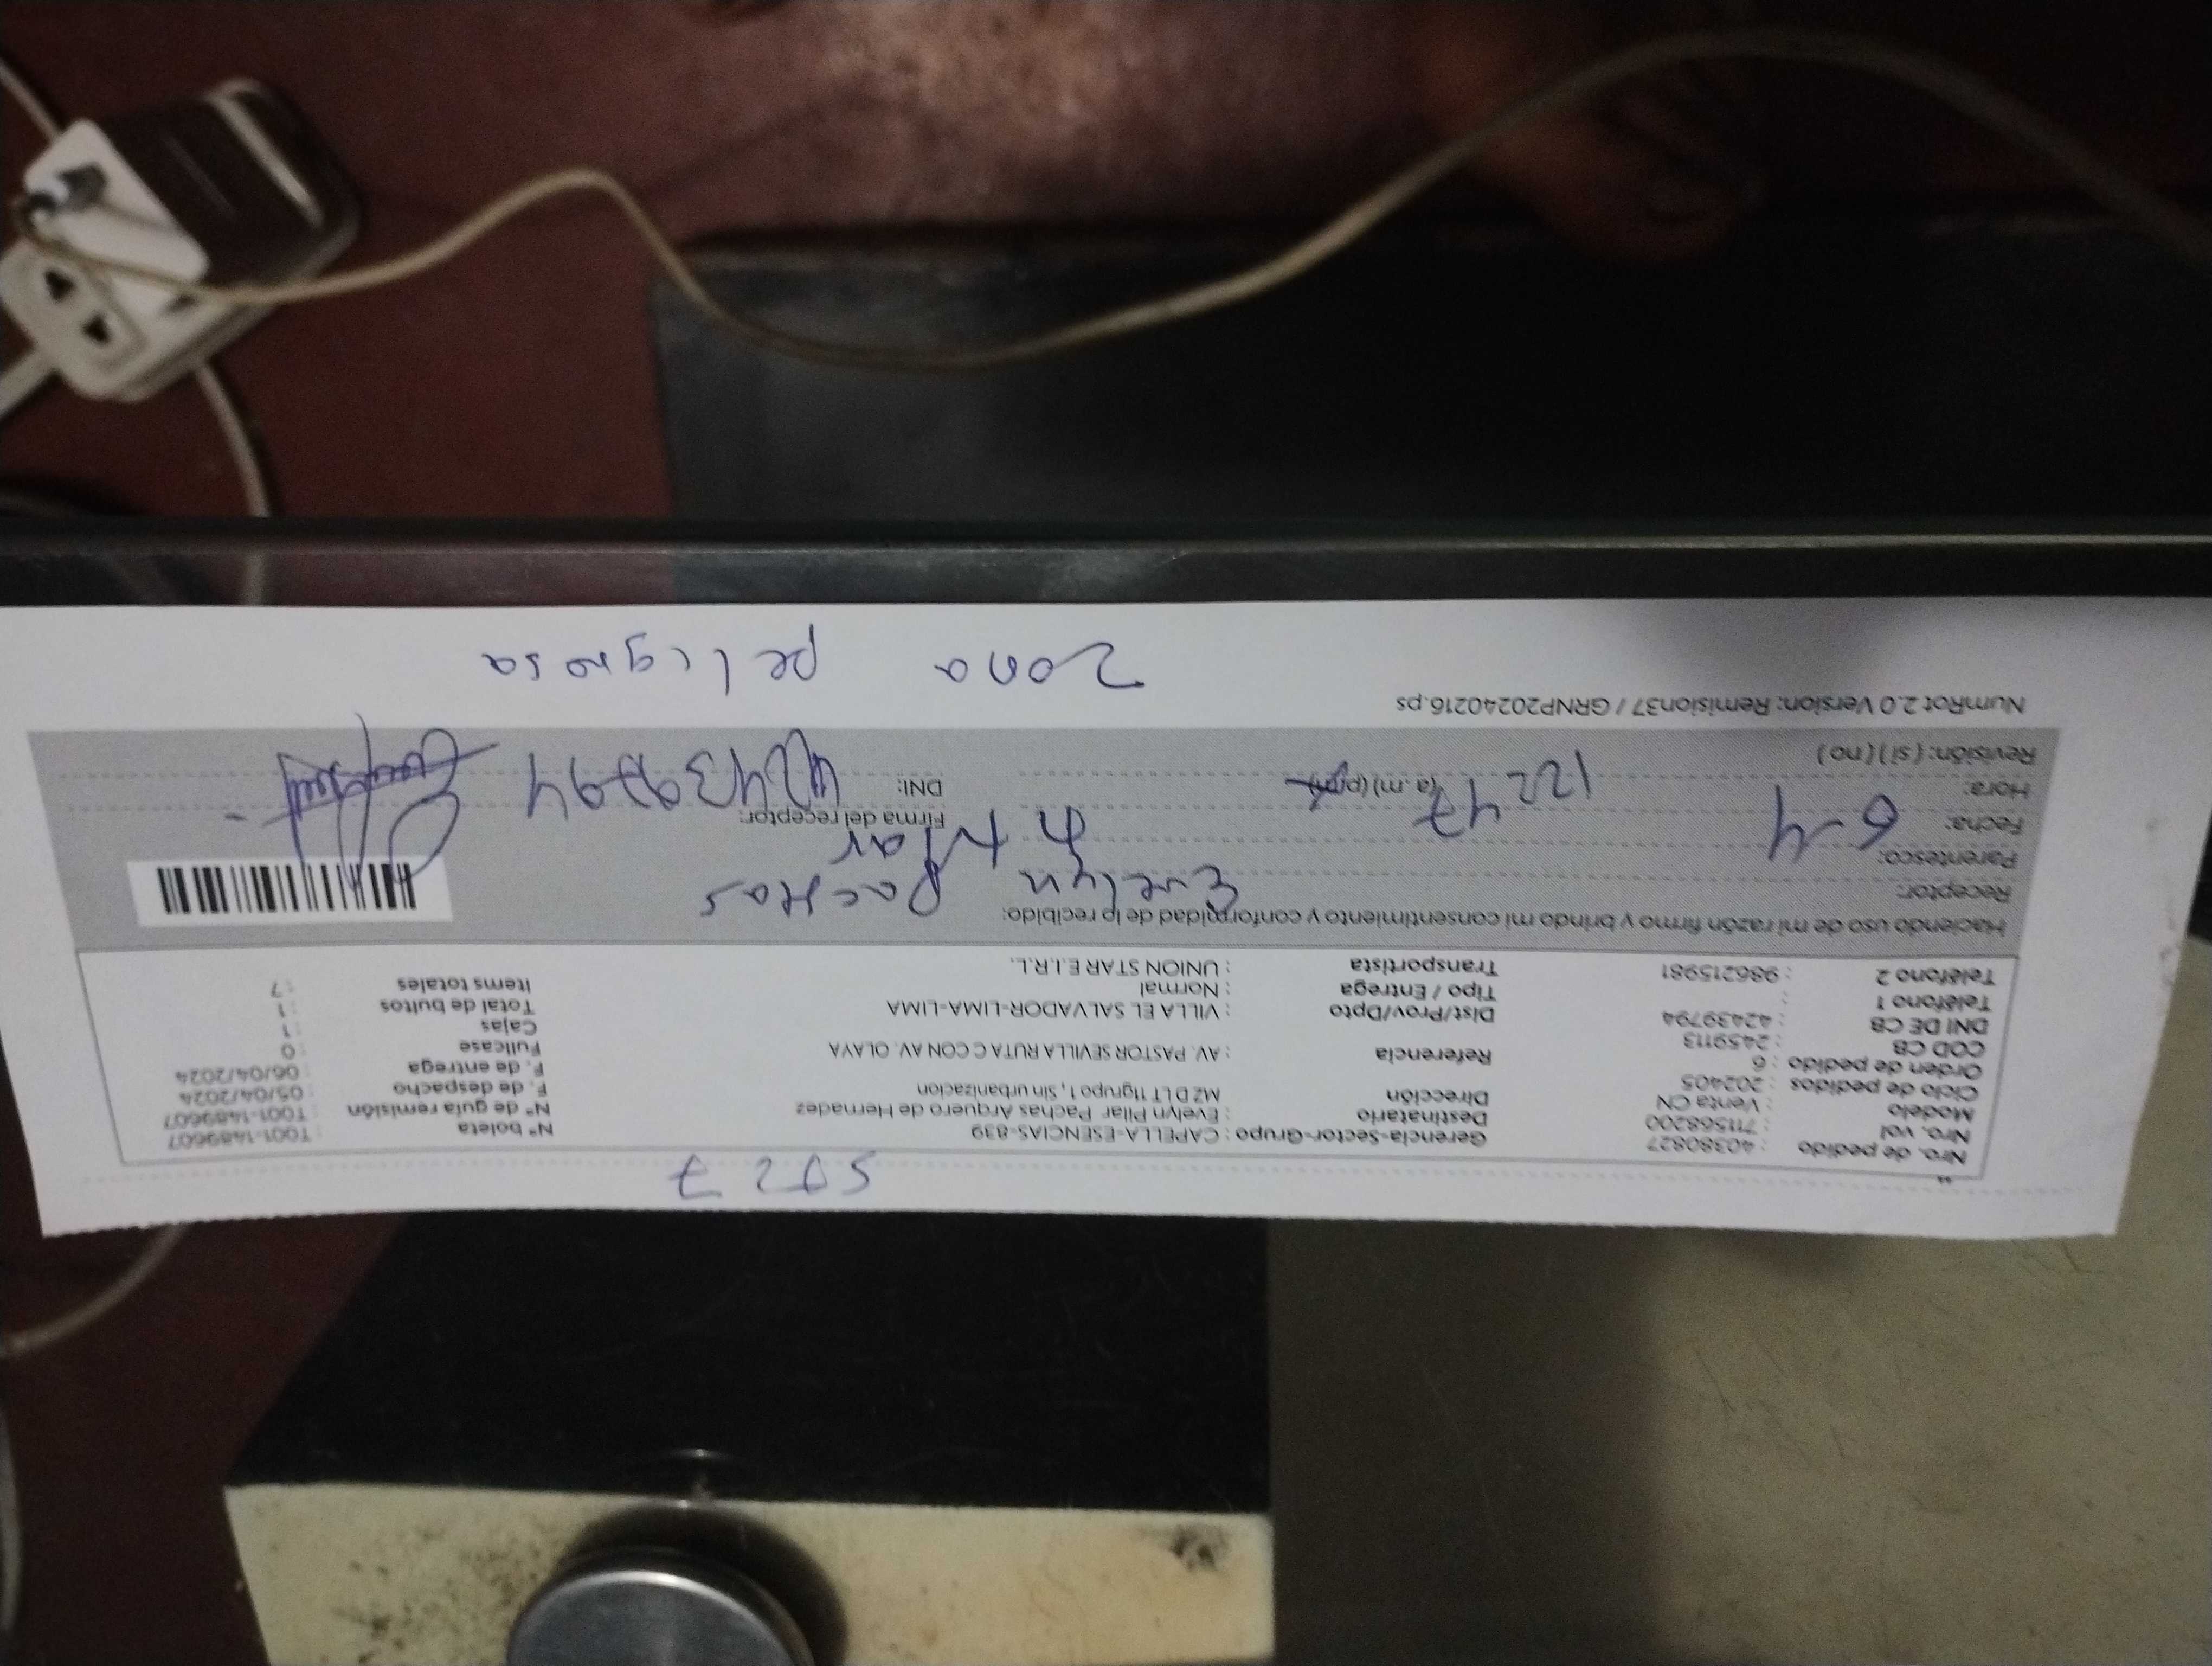 5927
Nro. de pedido : 40380827 Gerencia-Sector-Grupo : CAPELLA-ESENCIAS-839 N° boleta : T001-1489607
Nro. vol : 711568200 Destinatario : Evelyn Pilar Pachas Arquero de Hernadez N° de guía remisión : T001-1489607
Modelo : Venta CN Dirección MZ D LT 11grupo 1, Sin urbanizacion F. de despacho : 05/04/2024
Ciclo de pedidos : 202405 F. de entrega : 06/04/2024
Orden de pedido : 6 Referencia : AV. PASTOR SEVILLA RUTA C CON AV. OLAYA Fullcase : 0
COD CB : 2459113 Cajas : 1
DNI DE CB : 42439794 Dist/Prov/Dpto : VILLA EL SALVADOR-LIMA-LIMA Total de bultos : 1
Teléfono 1 : Tipo / Entrega : Normal Items totales : 7
Teléfono 2 : 986215981 Transportista : UNION STAR E.I.R.L.
Haciendo uso de mi razón firmo y brindo mi consentimiento y conformidad de lo recibido:
Receptor: Evelyn Pachas
Parentesco:
Fecha: 6-4 Firma del receptor:
Hora: 12 47 (a.m) (p.m) DNI: 42439794
Revisión: (si) (no)
NumRot 2.0 Version: Remision37 / GRNP20240216.ps
zona peligrosa